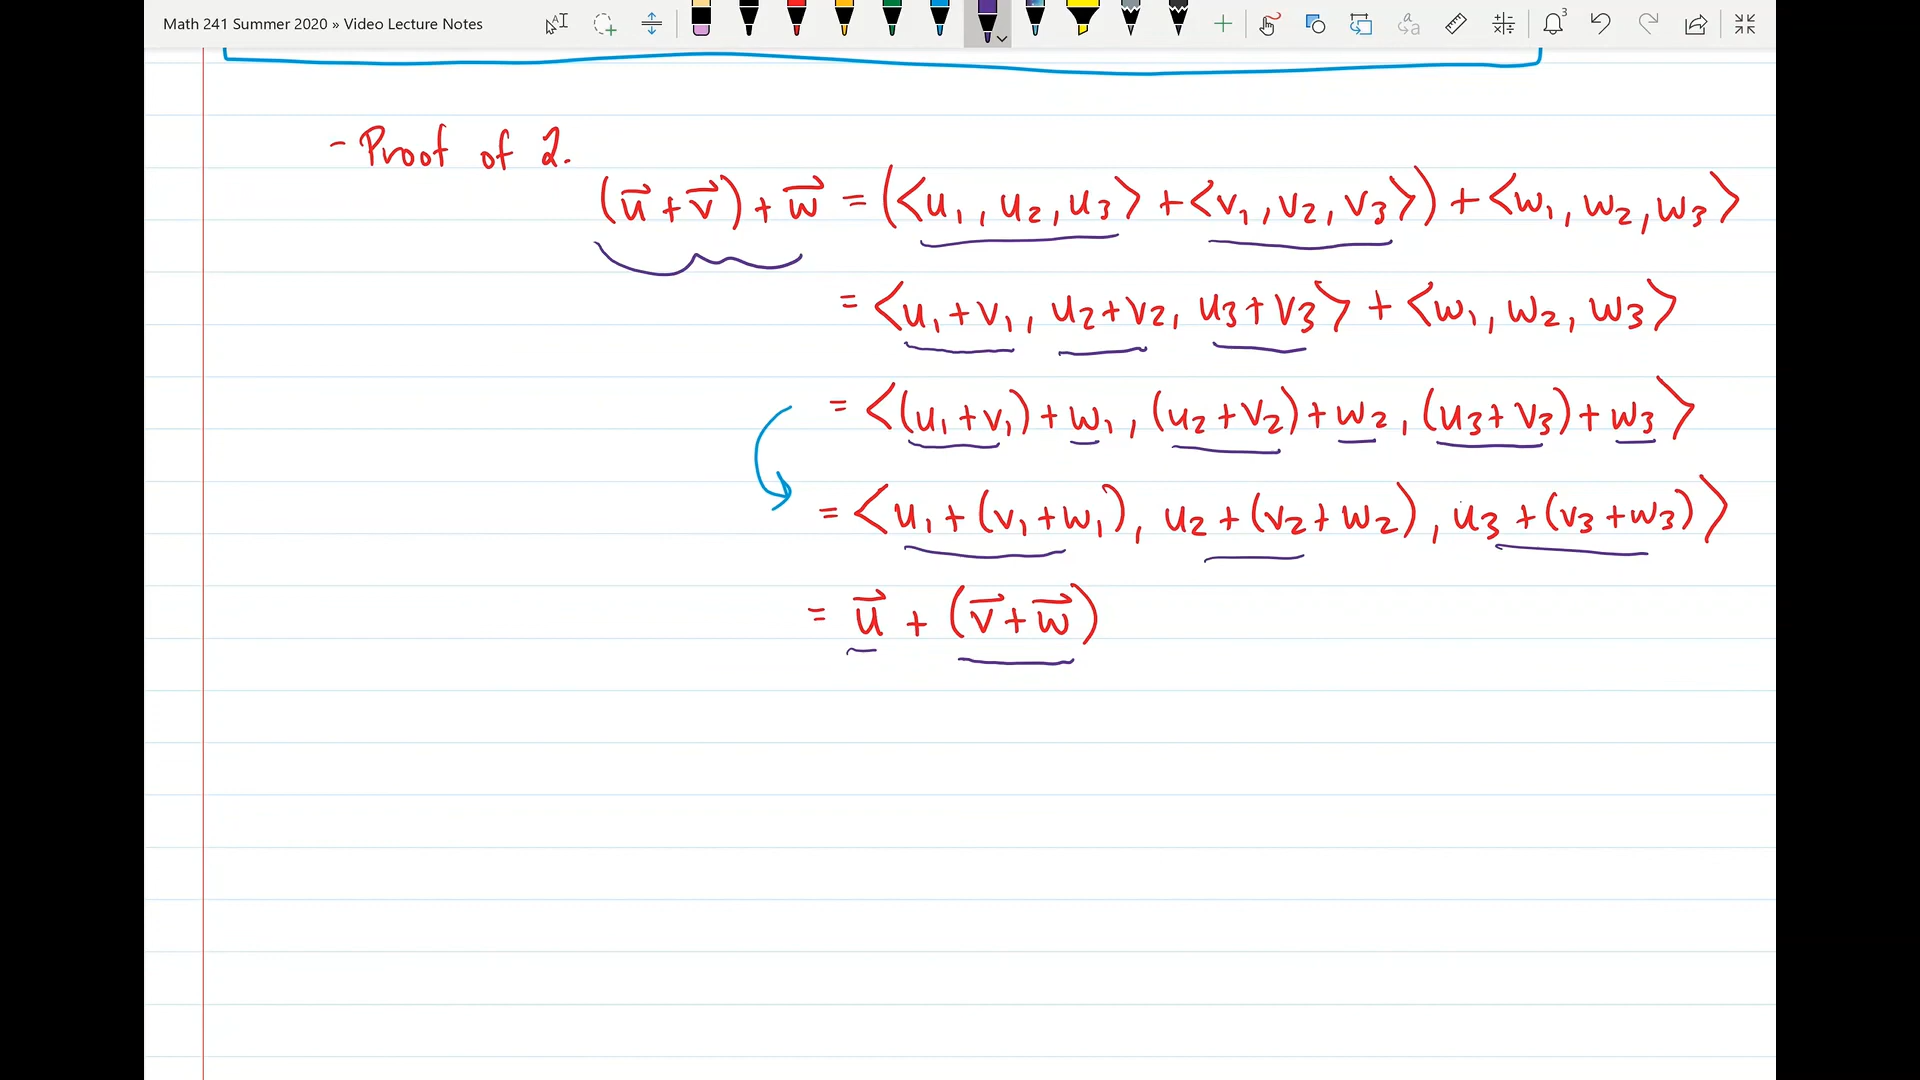 Math 241 Summer 2020 » Video Lecture Notes
3
- Proof of 2.
(u⃗ + v⃗) + w⃗ = (<u₁, u₂, u₃> + <v₁, v₂, v₃>) + <w₁, w₂, w₃>
= <u₁ + v₁, u₂ + v₂, u₃ + v₃> + <w₁, w₂, w₃>
= <(u₁ + v₁) + w₁, (u₂ + v₂) + w₂, (u₃ + v₃) + w₃>
= <u₁ + (v₁ + w₁), u₂ + (v₂ + w₂), u₃ + (v₃ + w₃)>
= u⃗ + (v⃗ + w⃗)